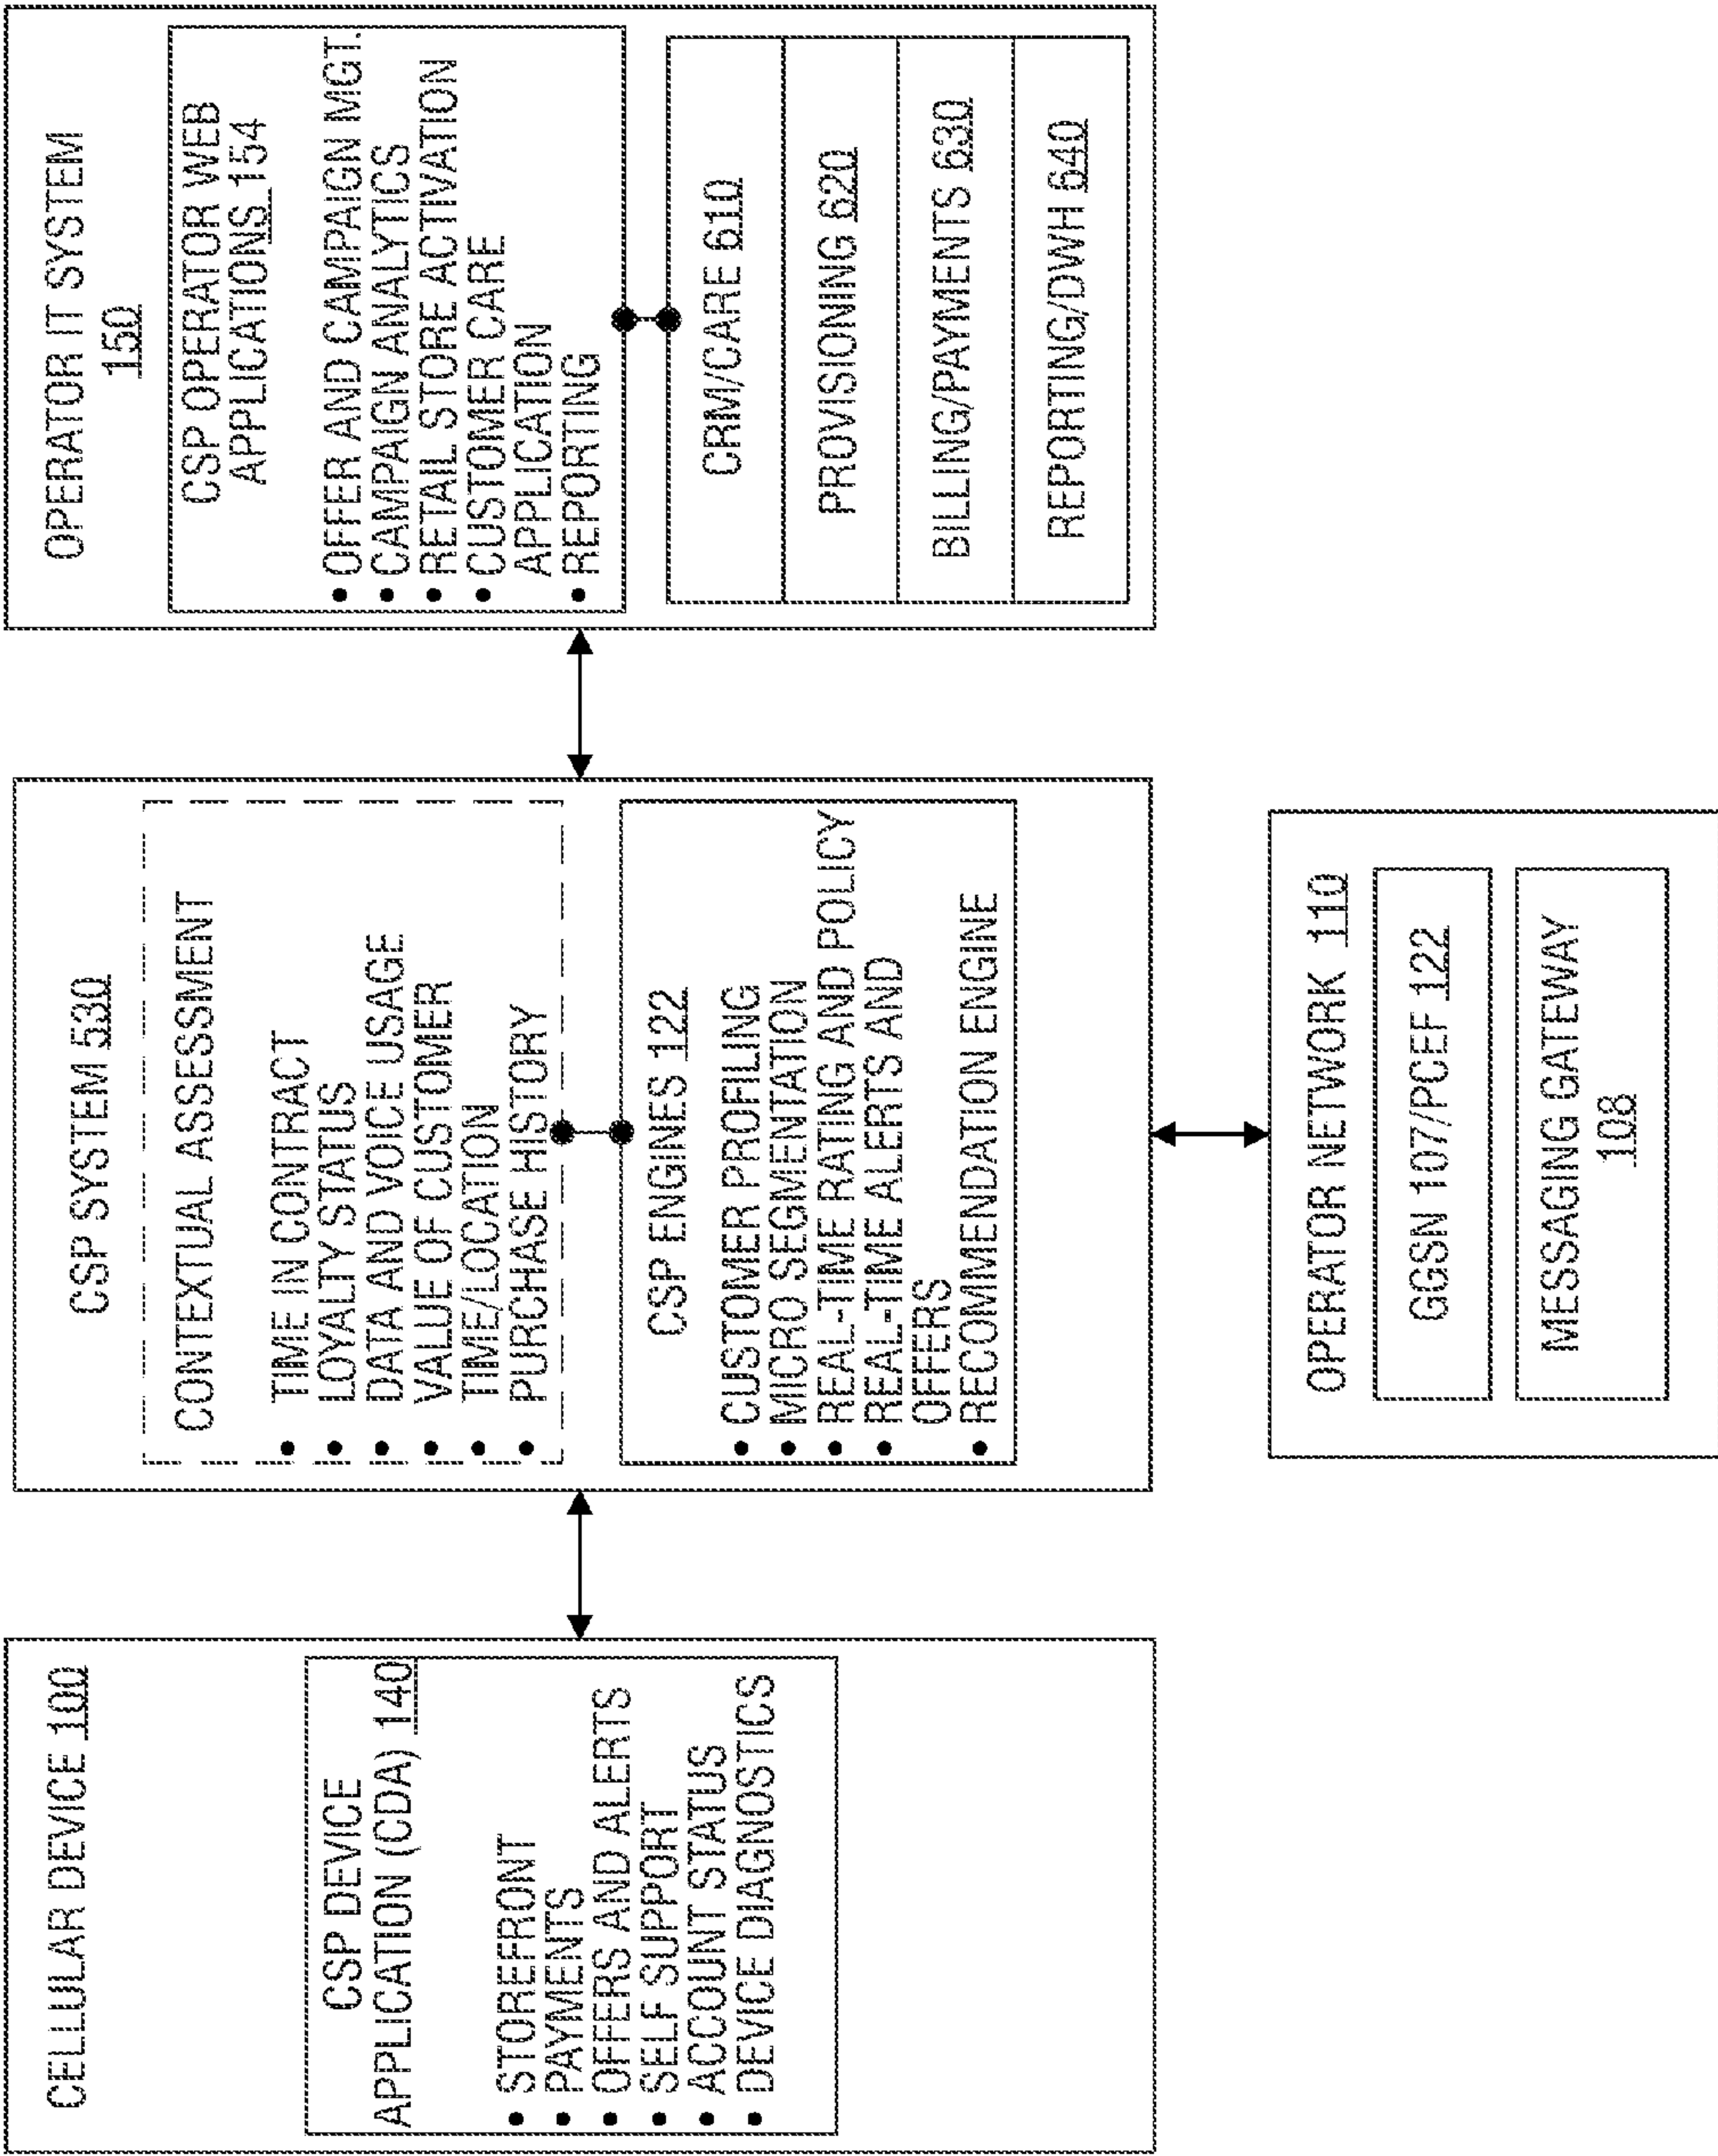 CELLULAR DEVICE 100
CSP DEVICE
APPLICATION (CDA) 140
• STOREFRONT
• PAYMENTS
• OFFERS AND ALERTS
• SELF SUPPORT
• ACCOUNT STATUS
• DEVICE DIAGNOSTICS
CSP SYSTEM 530
CONTEXTUAL ASSESSMENT
• TIME IN CONTRACT
• LOYALTY STATUS
• DATA AND VOICE USAGE
• VALUE OF CUSTOMER
• TIME/LOCATION
• PURCHASE HISTORY
CSP ENGINES 122
• CUSTOMER PROFILING
• MICRO SEGMENTATION
• REAL-TIME RATING AND POLICY
• REAL-TIME ALERTS AND
OFFERS
• RECOMMENDATION ENGINE
OPERATOR NETWORK 110
GGSN 107/PCEF 122
MESSAGING GATEWAY
108
OPERATOR IT SYSTEM
150
CSP OPERATOR WEB
APPLICATIONS 154
• OFFER AND CAMPAIGN MGT.
• CAMPAIGN ANALYTICS
• RETAIL STORE ACTIVATION
• CUSTOMER CARE
APPLICATION
• REPORTING
CRM/CARE 610
PROVISIONING 620
BILLING/PAYMENTS 630
REPORTING/DWH 640